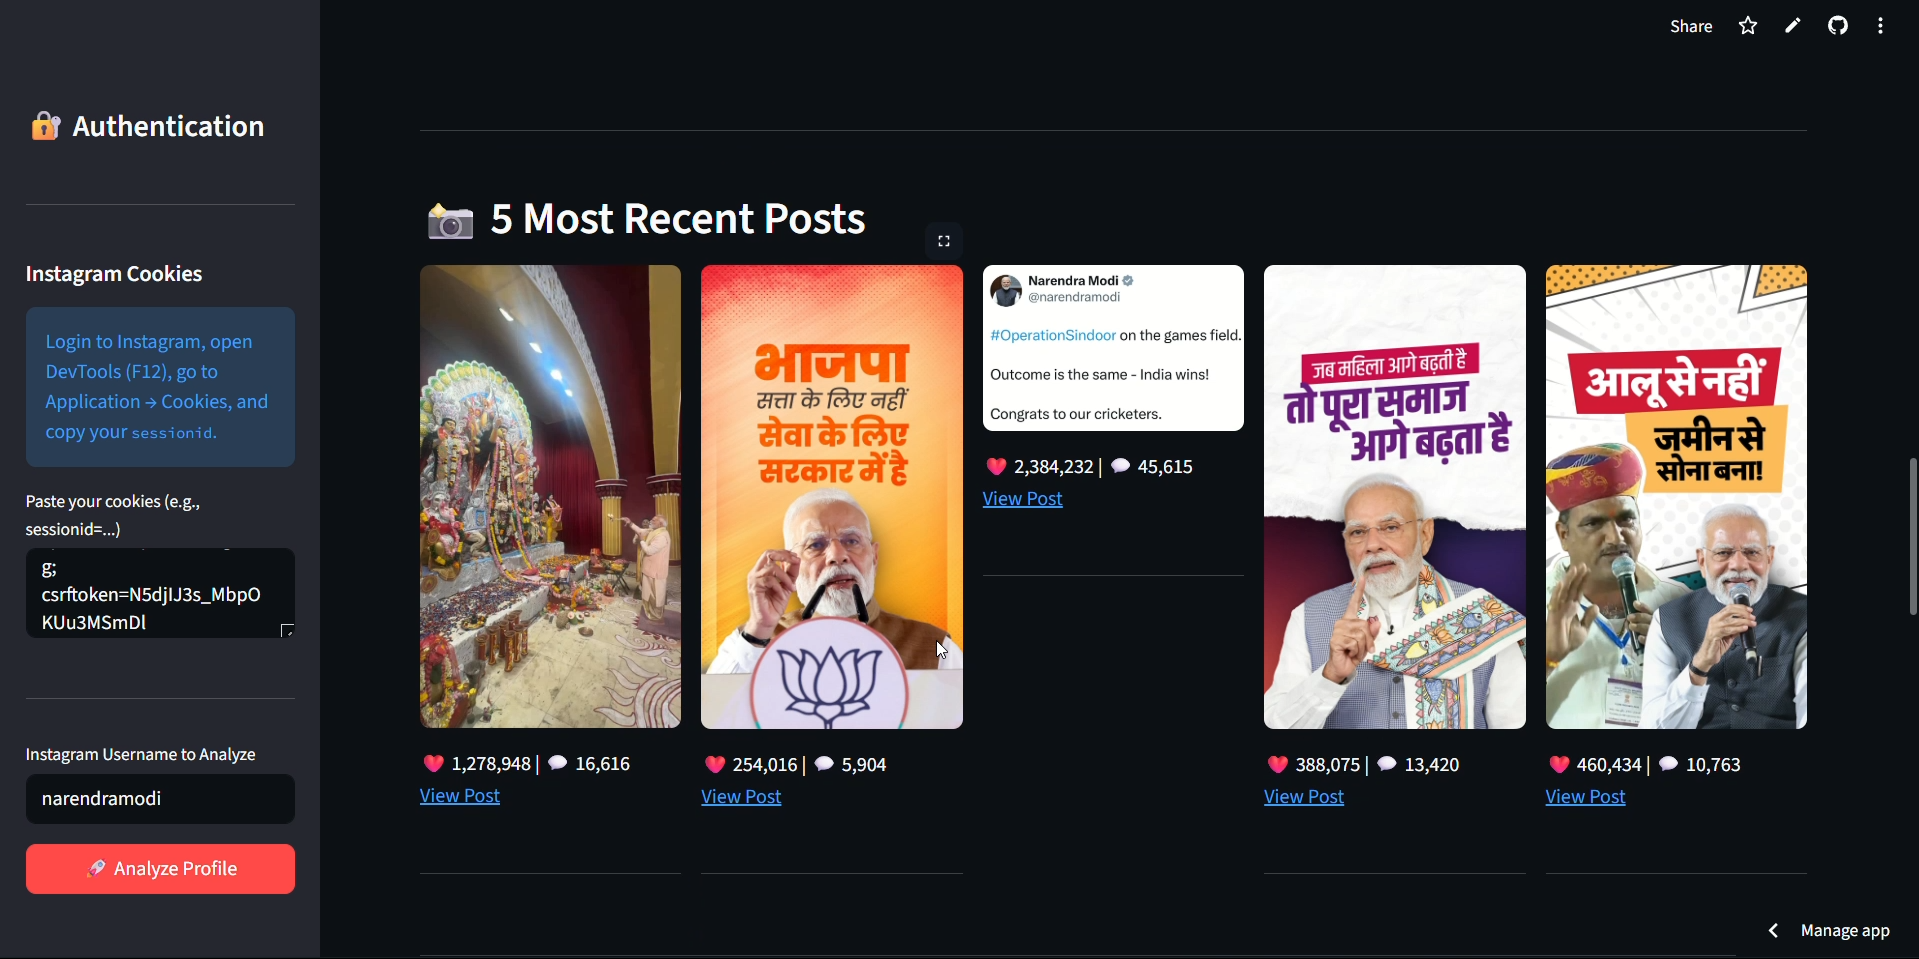 Share
Authentication
Instagram Cookies
Login to Instagram, open
DevTools (F12), go to
Application → Cookies, and
copy your sessionid.
Paste your cookies (e.g.,
sessionid=...)
g;
csrftoken=N5djIJ3s_MbpO
KUu3MSmDl
Instagram Username to Analyze
narendramodi
Analyze Profile
5 Most Recent Posts
1,278,948 | 16,616
View Post
भाजपा
सत्ता के लिए नहीं
सेवा के लिए
सरकार में है
254,016 | 5,904
View Post
Narendra Modi
@narendramodi
#OperationSindoor on the games field.
Outcome is the same - India wins!
Congrats to our cricketers.
2,384,232 | 45,615
View Post
जब महिला आगे बढ़ती है
तो पूरा समाज
आगे बढ़ता है
388,075 | 13,420
View Post
आलू से नहीं
जमीन से
सोना बना!
460,434 | 10,763
View Post
Manage app